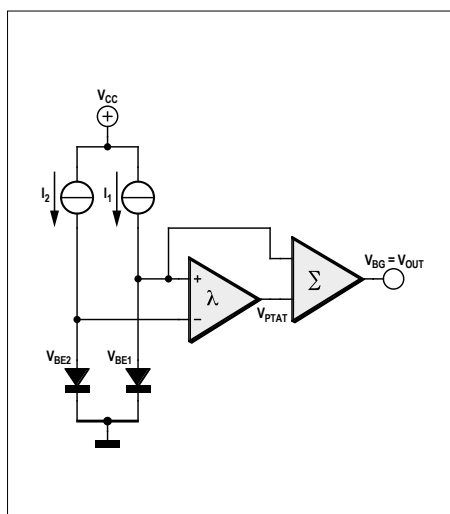 VCC
+
I2
I1
VBG = VOUT
+
λ
−
Σ
VPTAT
VBE2
VBE1